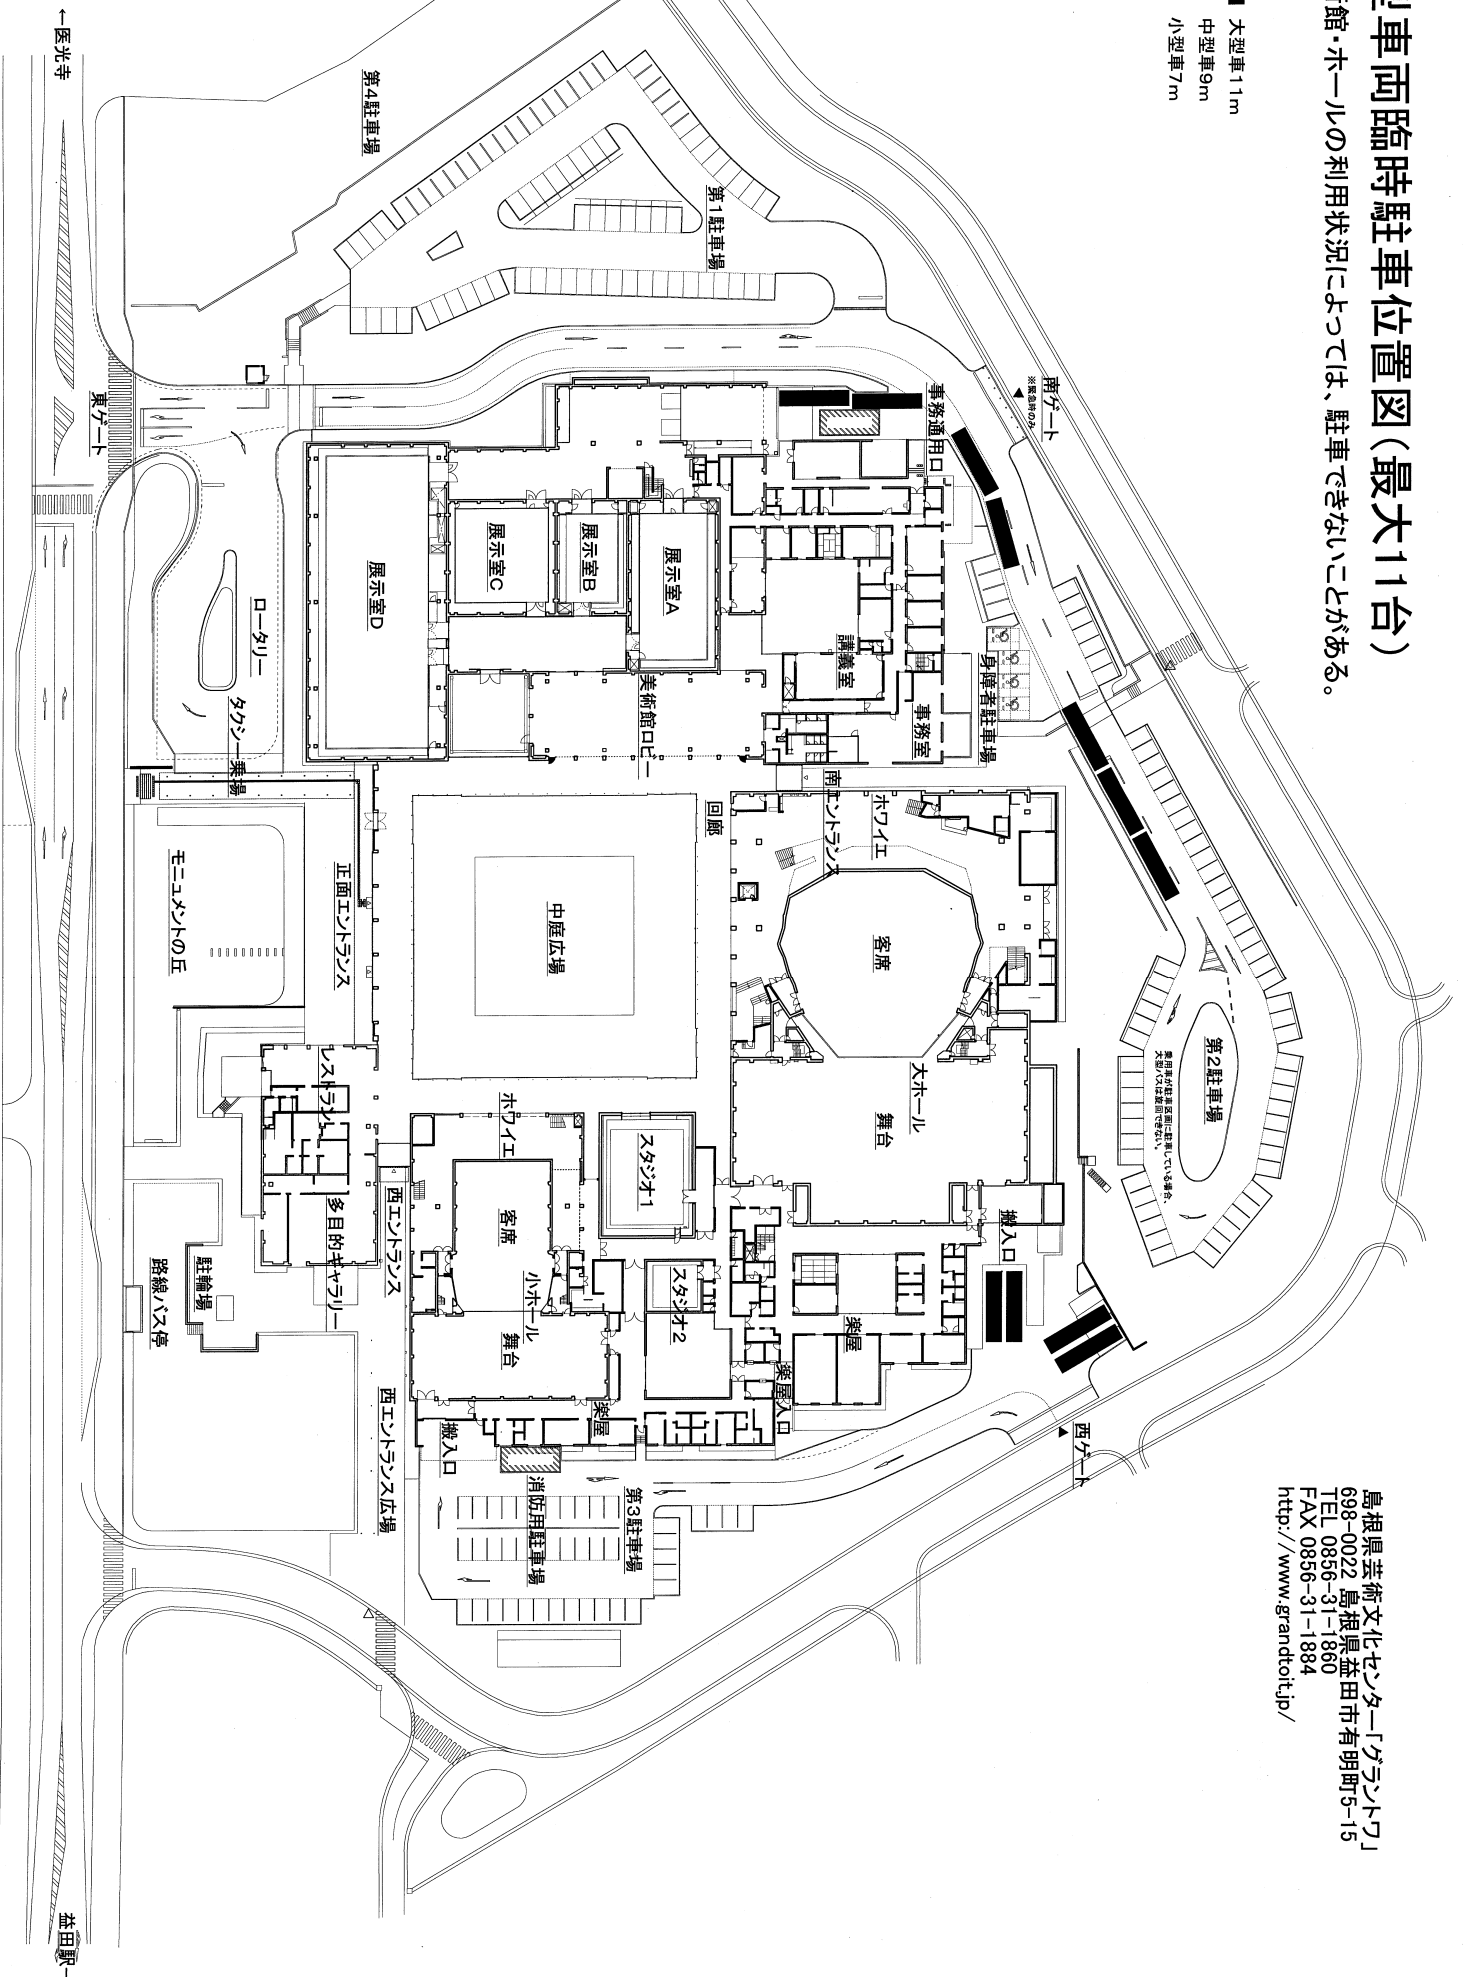 型車両臨時駐車位置図(最大11台)
術館・ホールの利用状況によっては、駐車できないことがある。
大型車11m
中型車9m
小型車7m
島根県芸術文化センター「グラントワ」
698-0022 島根県益田市有明町5-15
TEL 0856-31-1860
FAX 0856-31-1884
http://www.grandtoit.jp/
南ゲート
※緊急時のみ
第1駐車場
第4駐車場
←医光寺
東ゲート
事務通用口
身障者駐車場
第2駐車場
乗用車が駐車区画に駐車している場合、
大型バスは旋回できない。
講義室
事務室
展示室A
展示室B
展示室C
展示室D
美術館ロビー
ロータリー
タクシー乗場
南エントランス
ホワイエ
回廊
客席
大ホール
舞台
搬入口
中庭広場
正面エントランス
モニュメントの丘
レストラン
多目的ギャラリー
駐輪場
路線バス停
西エントランス
ホワイエ
スタジオ1
客席
小ホール
舞台
スタジオ2
楽屋
楽屋入口
西ゲート
楽屋
搬入口
西エントランス広場
消防用駐車場
第3駐車場
益田駅→